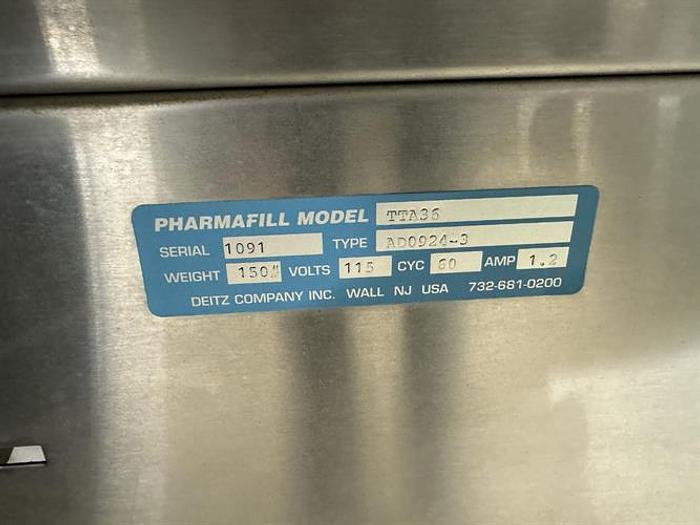 PHARMAFILL MODEL TTA36
SERIAL 1091 TYPE AD0924-3
WEIGHT 150# VOLTS 115 CYC 60 AMP 1.2
DEITZ COMPANY INC. WALL NJ USA 732-681-0200